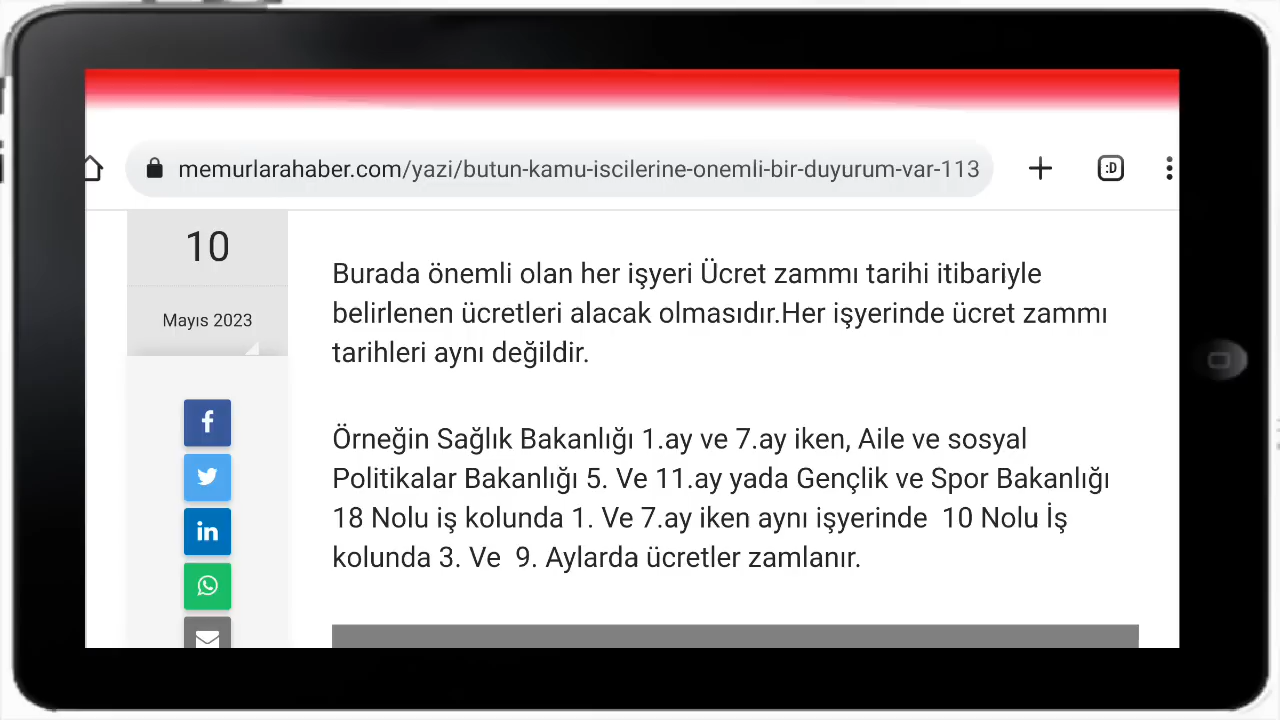 memurlarahaber.com/yazi/butun-kamu-iscilerine-onemli-bir-duyurum-var-113
:D
10
Mayıs 2023
Burada önemli olan her işyeri Ücret zammı tarihi itibariyle
belirlenen ücretleri alacak olmasıdır.Her işyerinde ücret zammı
tarihleri aynı değildir.
Örneğin Sağlık Bakanlığı 1.ay ve 7.ay iken, Aile ve sosyal
Politikalar Bakanlığı 5. Ve 11.ay yada Gençlik ve Spor Bakanlığı
18 Nolu iş kolunda 1. Ve 7.ay iken aynı işyerinde  10 Nolu İş
kolunda 3. Ve  9. Aylarda ücretler zamlanır.